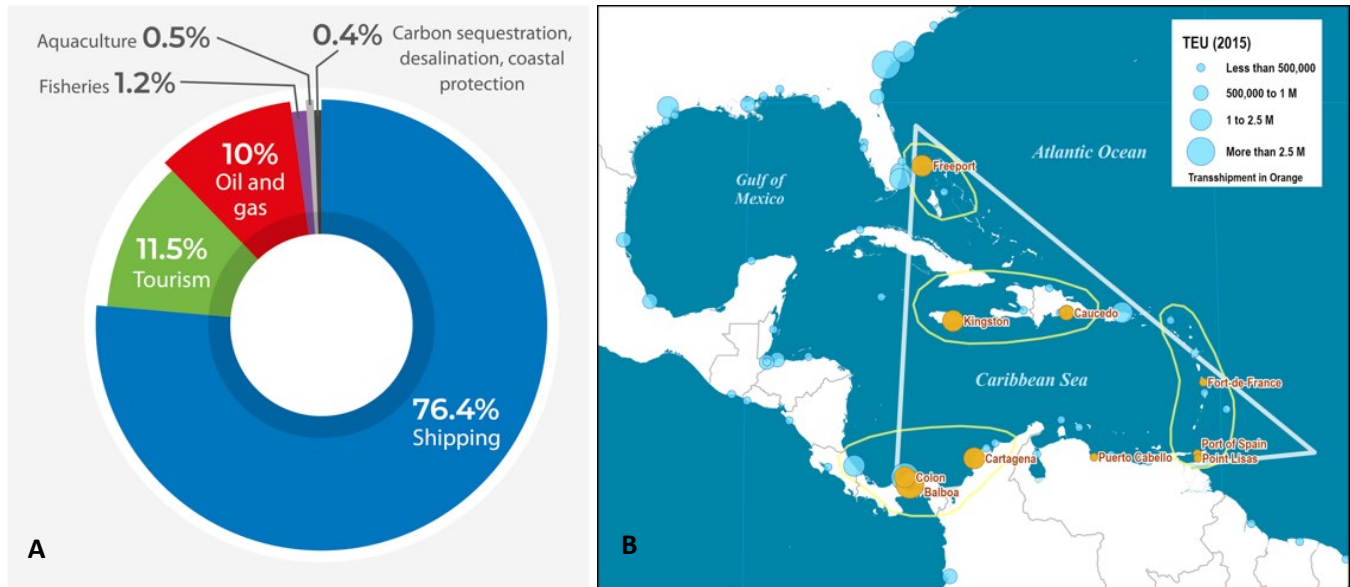 Aquaculture 0.5%
0.4% Carbon sequestration,
desalination, coastal
protection
Fisheries 1.2%
10%
Oil and
gas
11.5%
Tourism
76.4%
Shipping
A
TEU (2015)
Less than 500,000
500,000 to 1 M
1 to 2.5 M
More than 2.5 M
Transshipment in Orange
Atlantic Ocean
Freeport
Gulf of
Mexico
Kingston
Caucedo
Caribbean Sea
Fort-de-France
Port of Spain
Point Lisas
Puerto Cabello
Cartagena
Colon
Balboa
B